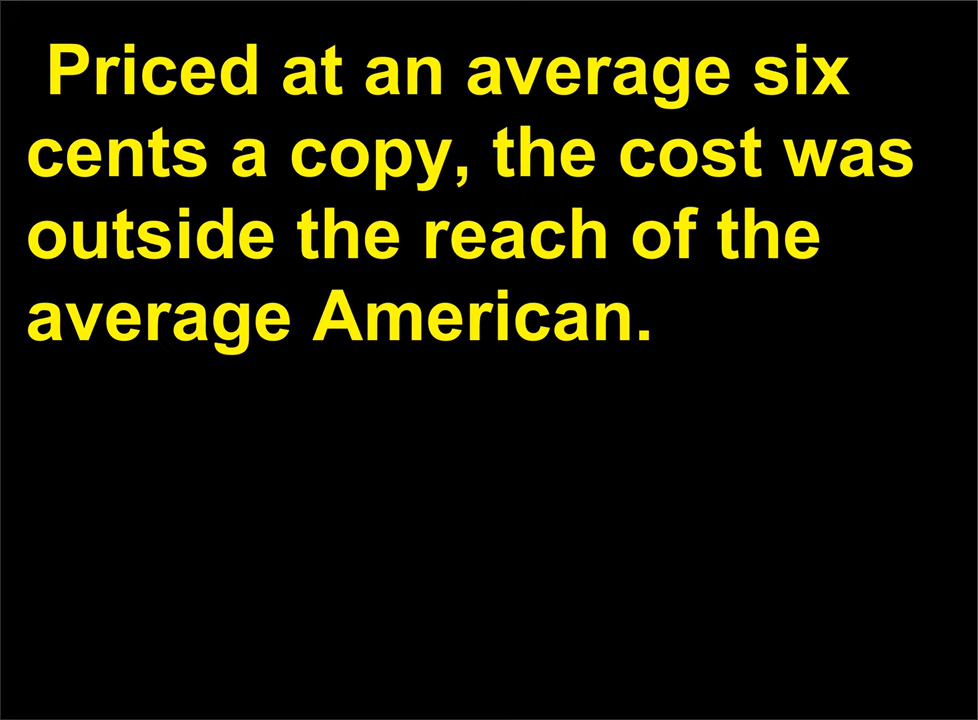 Priced at an average six
cents a copy, the cost was
outside the reach of the
average American.